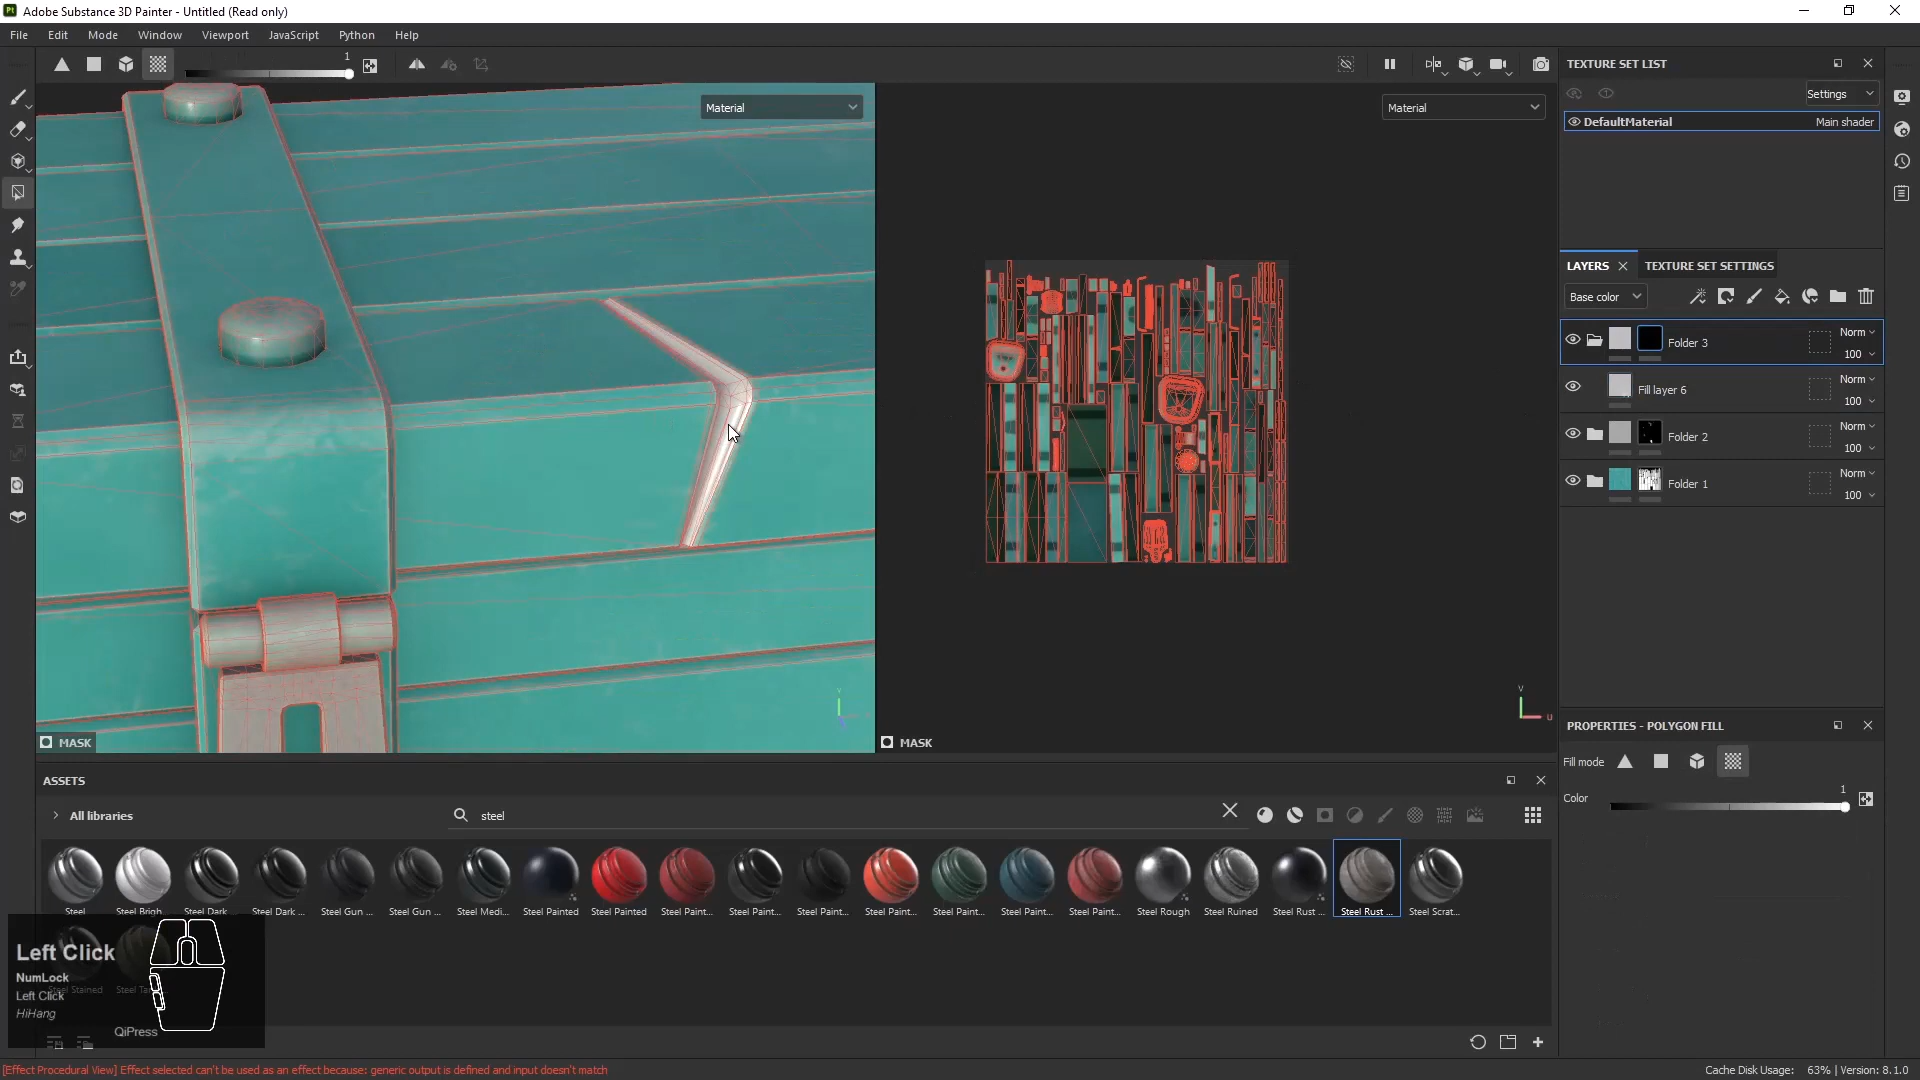 Adobe Substance 3D Painter - Untitled (Read only)
File Edit Mode Window Viewport JavaScript Python Help
1
Material
Material
TEXTURE SET LIST
Settings
DefaultMaterial Main shader
LAYERS TEXTURE SET SETTINGS
Base color
Folder 3 Norm 100
Fill layer 6 Norm 100
Folder 2 Norm 100
Folder 1 Norm 100
MASK
MASK
PROPERTIES - POLYGON FILL
Fill mode
Color 1
ASSETS
All libraries
steel
Steel Steel Brigh... Steel Dark ... Steel Dark ... Steel Gun ... Steel Gun ... Steel Medi... Steel Painted Steel Painted Steel Paint... Steel Paint... Steel Paint... Steel Paint... Steel Paint... Steel Paint... Steel Paint... Steel Rough Steel Ruined Steel Rust ... Steel Rust ... Steel Scrat...
Left Click
NumLock
Left Click
HiHang
QiPress
Steel Stained
[Effect Procedural View] Effect selected can't be used as an effect because: generic output is defined and input doesn't match
Cache Disk Usage: 63% | Version: 8.1.0